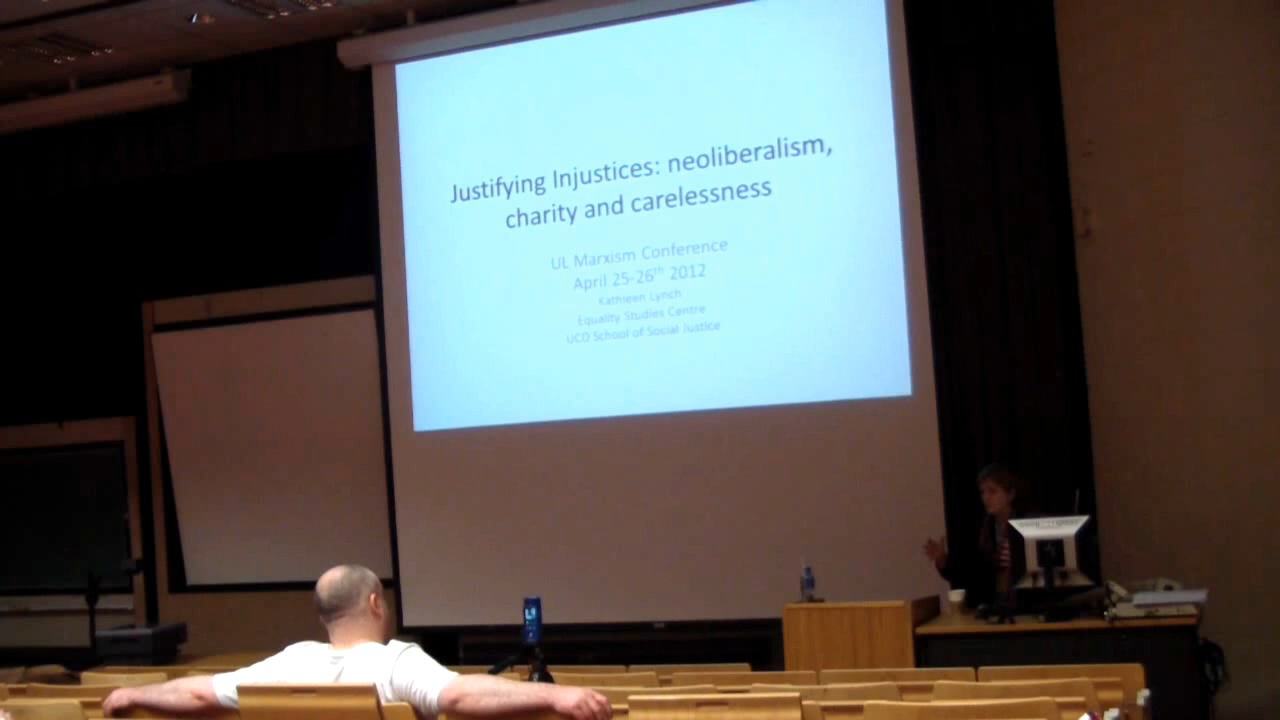 Justifying Injustices: neoliberalism,
charity and carelessness
UL Marxism Conference
April 25-26th 2012
Kathleen Lynch
Equality Studies Centre
UCD School of Social Justice